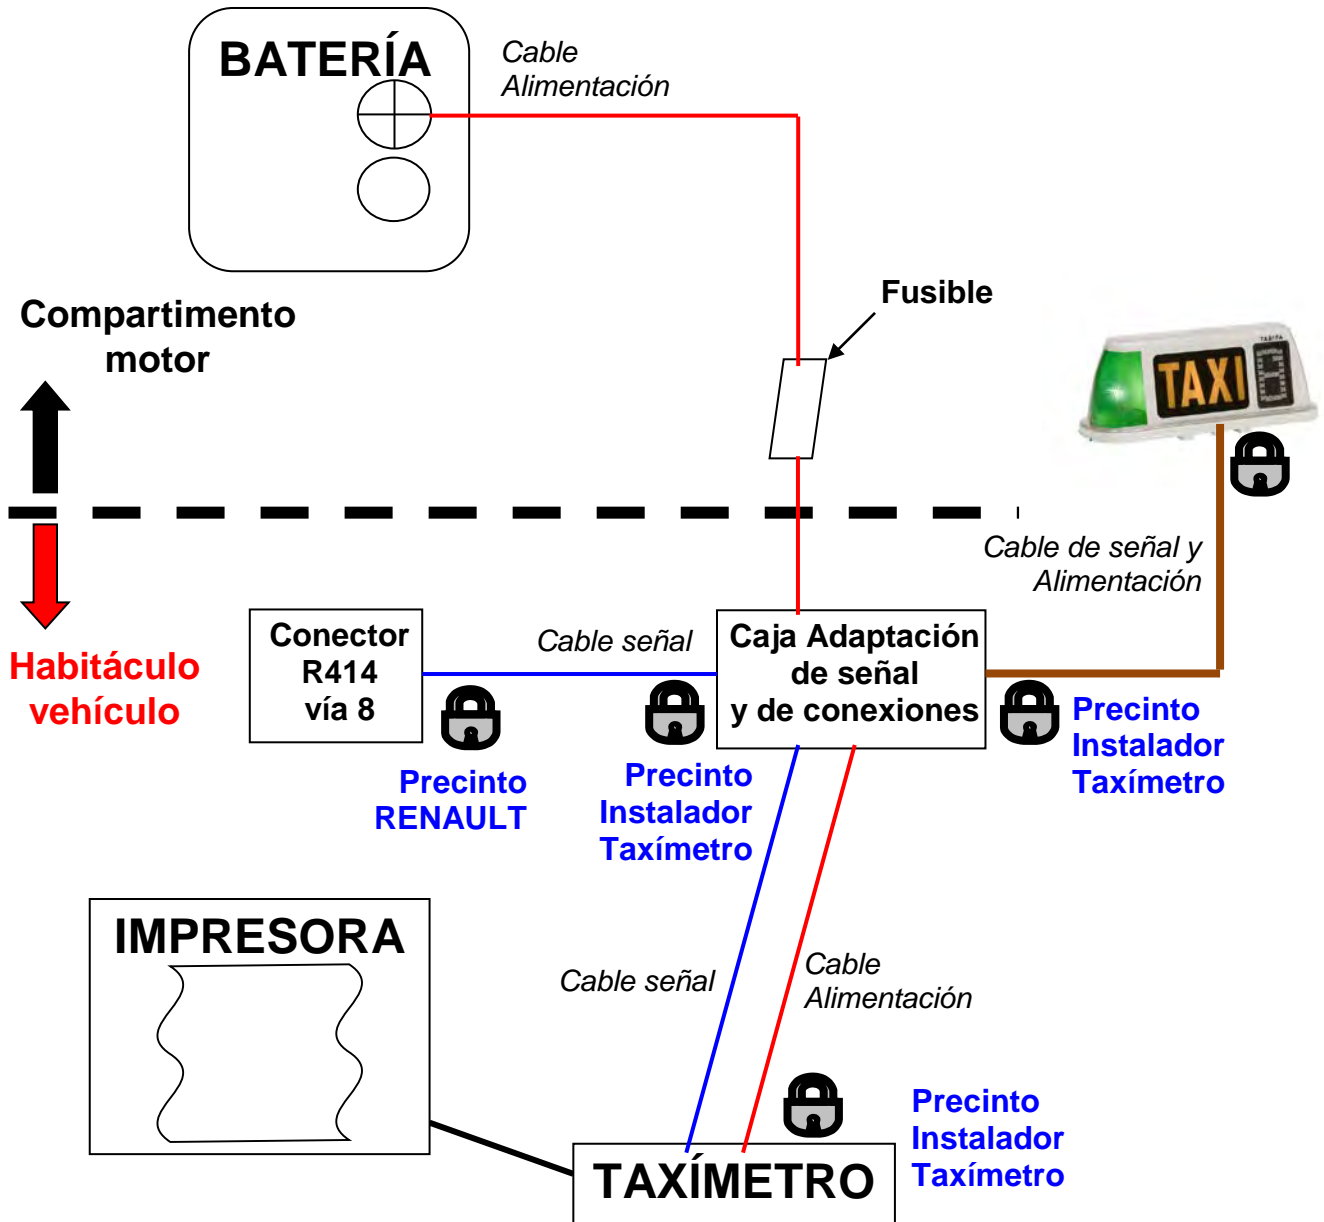 BATERÍA
Cable
Alimentación
Fusible
Compartimento
motor
TARIFA
TAXI
8
Cable de señal y
Alimentación
Habitáculo
vehículo
Conector
R414
vía 8
Cable señal
Caja Adaptación
de señal
y de conexiones
Precinto
RENAULT
Precinto
Instalador
Taxímetro
Precinto
Instalador
Taxímetro
IMPRESORA
Cable señal
Cable
Alimentación
Precinto
Instalador
Taxímetro
TAXÍMETRO